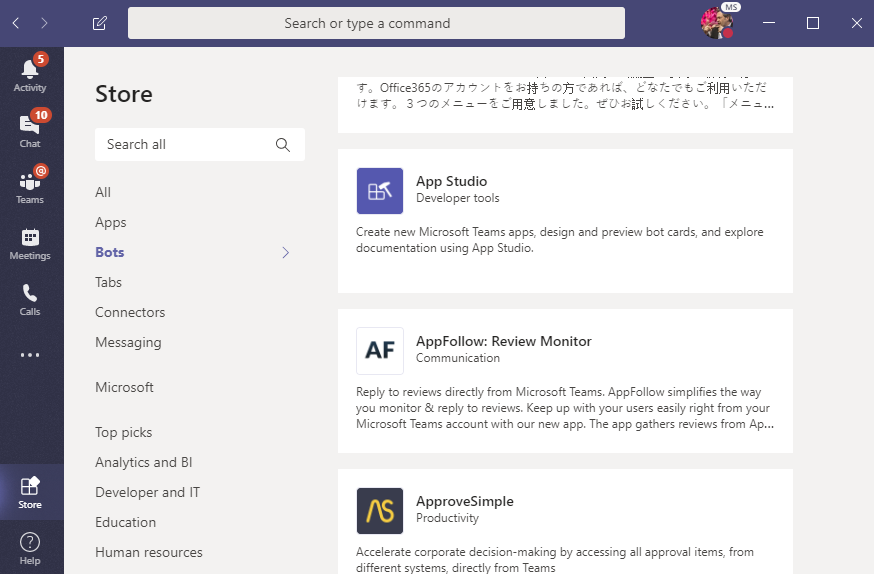 Search or type a command
MS
5
Activity
10
Chat
@
Teams
Meetings
Calls
Store
Help
Store
Search all
All
Apps
Bots
Tabs
Connectors
Messaging
Microsoft
Top picks
Analytics and BI
Developer and IT
Education
Human resources
す。Office365のアカウントをお持ちの方であれば、どなたでもご利用いただ
けます。３つのメニューをご用意しました。ぜひお試しください。「メニュ...
App Studio
Developer tools
Create new Microsoft Teams apps, design and preview bot cards, and explore
documentation using App Studio.
AF
AppFollow: Review Monitor
Communication
Reply to reviews directly from Microsoft Teams. AppFollow simplifies the way
you monitor & reply to reviews. Keep up with your users easily right from your
Microsoft Teams account with our new app. The app gathers reviews from Ap...
AS
ApproveSimple
Productivity
Accelerate corporate decision-making by accessing all approval items, from
different systems, directly from Teams